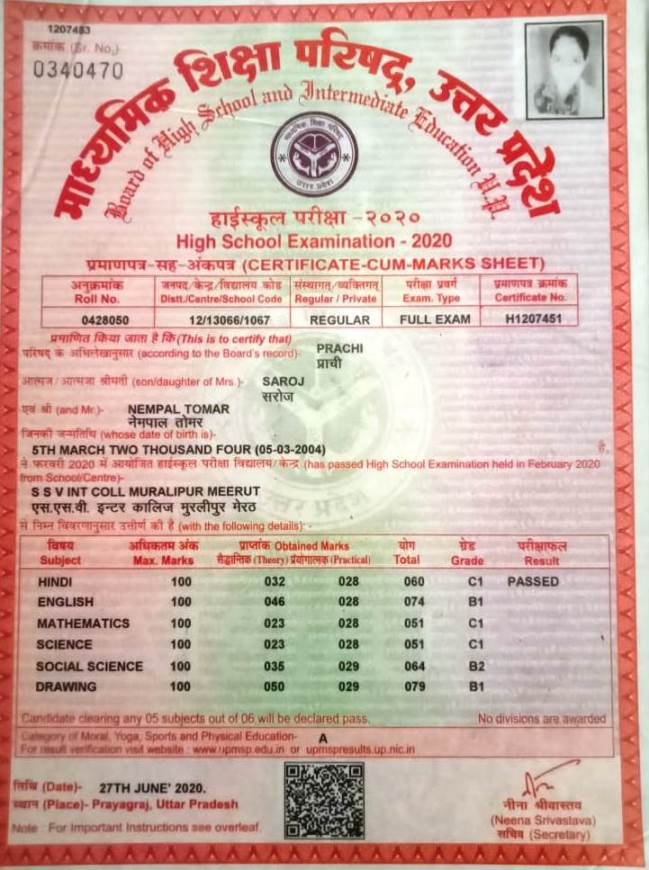 1207483
क्रमांक (Sr. No.)
0340470
माध्यमिक शिक्षा परिषद्, उत्तर प्रदेश
Board of High School and Intermediate Education U.P.
माध्यमिक शिक्षा परिषद्
उत्तर प्रदेश
हाईस्कूल परीक्षा -२०२०
High School Examination - 2020
प्रमाणपत्र-सह-अंकपत्र (CERTIFICATE-CUM-MARKS SHEET)
अनुक्रमांक जनपद/केन्द्र/विद्यालय कोड संस्थागत/व्यक्तिगत परीक्षा प्रवर्ग प्रमाणपत्र क्रमांक
Roll No. Distt./Centre/School Code Regular / Private Exam. Type Certificate No.
0428050 12/13066/1067 REGULAR FULL EXAM H1207451
प्रमाणित किया जाता है कि(This is to certify that)
परिषद के अभिलेखानुसार (according to the Board's record)- PRACHI
प्राची
आत्मज/आत्मजा श्रीमती (son/daughter of Mrs.)- SAROJ
सरोज
एवं श्री (and Mr.)- NEMPAL TOMAR
नेमपाल तोमर
जिनकी जन्मतिथि (whose date of birth is)-
5TH MARCH TWO THOUSAND FOUR (05-03-2004) है,
ने फरवरी 2020 में आयोजित हाईस्कूल परीक्षा विद्यालय/केन्द्र (has passed High School Examination held in February 2020
from School/Centre)-
S S V INT COLL MURALIPUR MEERUT
एस.एस.वी. इन्टर कालिज मुरलीपुर मेरठ
से निम्न विवरणानुसार उत्तीर्ण की है (with the following details): -
विषय अधिकतम अंक प्राप्तांक Obtained Marks योग ग्रेड परीक्षाफल
Subject Max. Marks सैद्धान्तिक (Theory) प्रयोगात्मक (Practical) Total Grade Result
HINDI 100 032 028 060 C1 PASSED
ENGLISH 100 046 028 074 B1
MATHEMATICS 100 023 028 051 C1
SCIENCE 100 023 028 051 C1
SOCIAL SCIENCE 100 035 029 064 B2
DRAWING 100 050 029 079 B1
Candidate clearing any 05 subjects out of 06 will be declared pass. No divisions are awarded
Category of Moral, Yoga, Sports and Physical Education- A
For result verification visit website : www.upmsp.edu.in or upmspresults.up.nic.in
तिथि (Date)- 27TH JUNE' 2020.
स्थान (Place)- Prayagraj, Uttar Pradesh
नीना श्रीवास्तव
(Neena Srivastava)
सचिव (Secretary)
Note : For Important Instructions see overleaf.